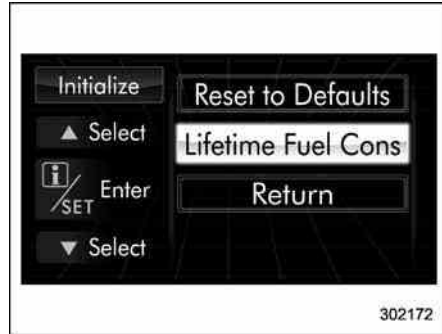 Initialize
▲ Select
i/SET Enter
▼ Select
Reset to Defaults
Lifetime Fuel Cons
Return
302172